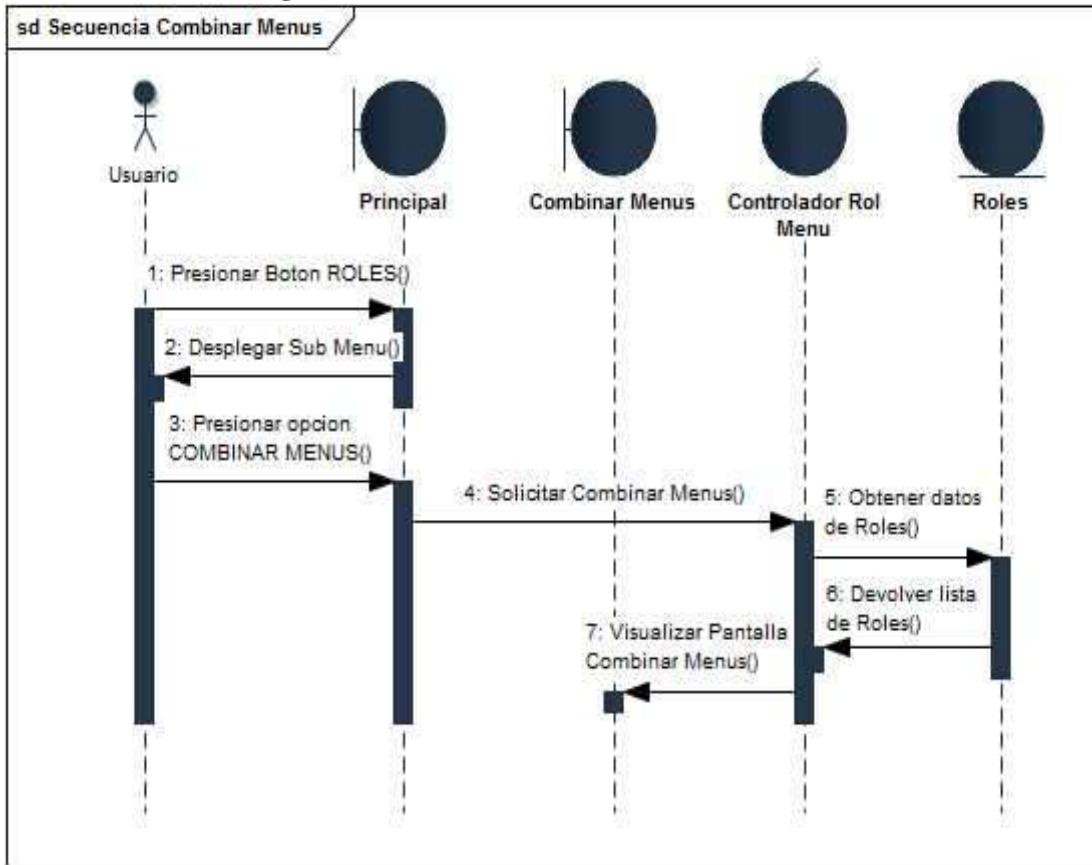 sd Secuencia Combinar Menus
Usuario
Principal
Combinar Menus
Controlador Rol
Menu
Roles
1: Presionar Boton ROLES()
2: Desplegar Sub Menu()
3: Presionar opcion
COMBINAR MENUS()
4: Solicitar Combinar Menus()
5: Obtener datos
de Roles()
6: Devolver lista
de Roles()
7: Visualizar Pantalla
Combinar Menus()